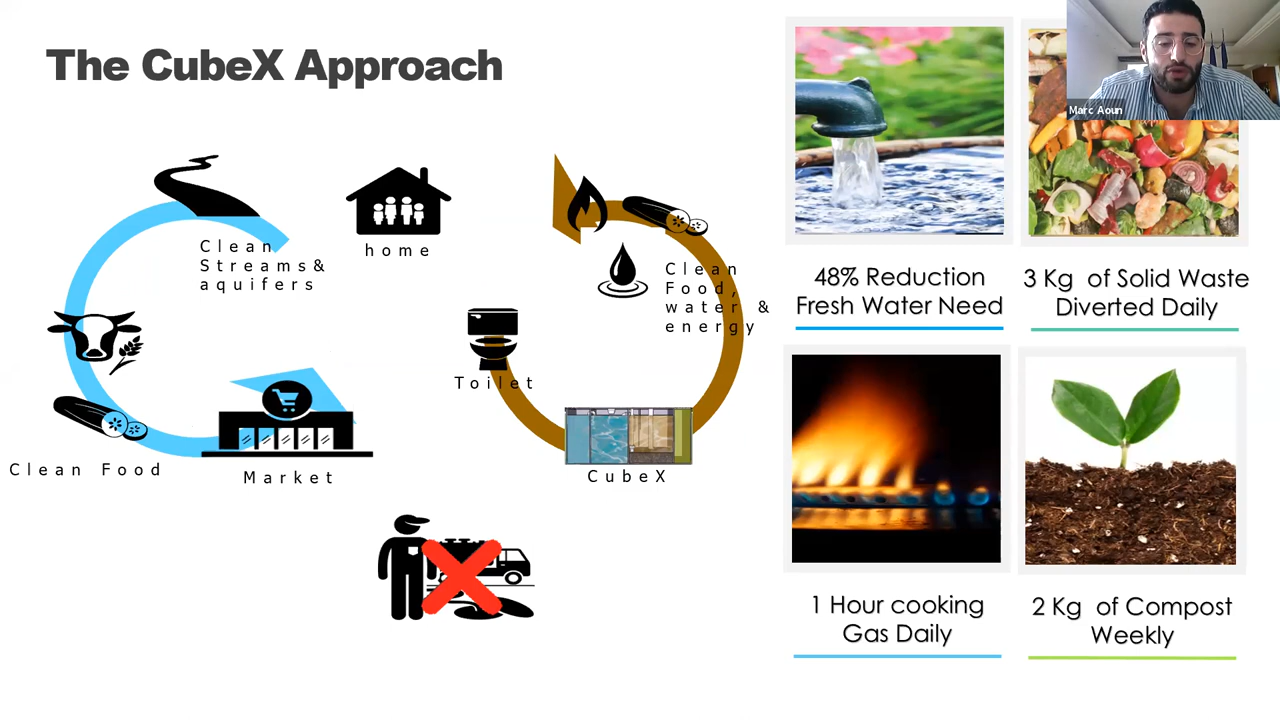 The CubeX Approach
Marc Aoun
Clean
Streams&
aquifers
home
Clean
Food,
water &
energy
Toilet
Clean Food
Market
CubeX
48% Reduction
Fresh Water Need
3 Kg of Solid Waste
Diverted Daily
1 Hour cooking
Gas Daily
2 Kg of Compost
Weekly